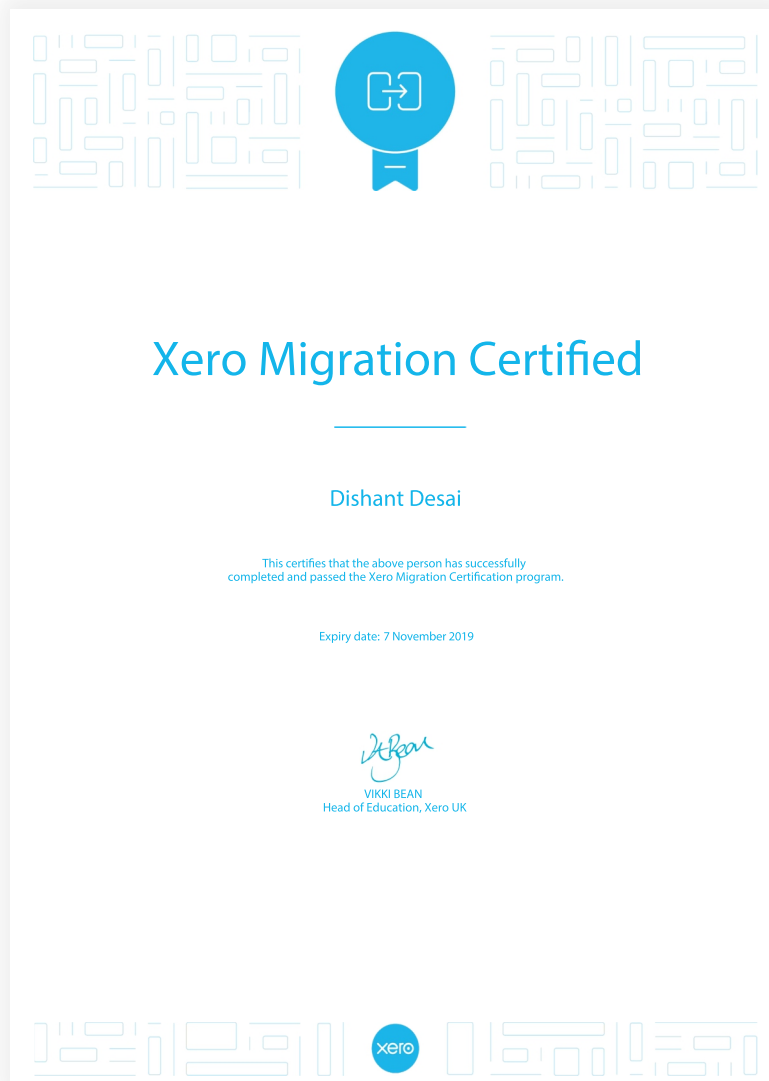 Xero Migration Certified
Dishant Desai
This certifies that the above person has successfully
completed and passed the Xero Migration Certification program.
Expiry date: 7 November 2019
VIKKI BEAN
Head of Education, Xero UK
xero